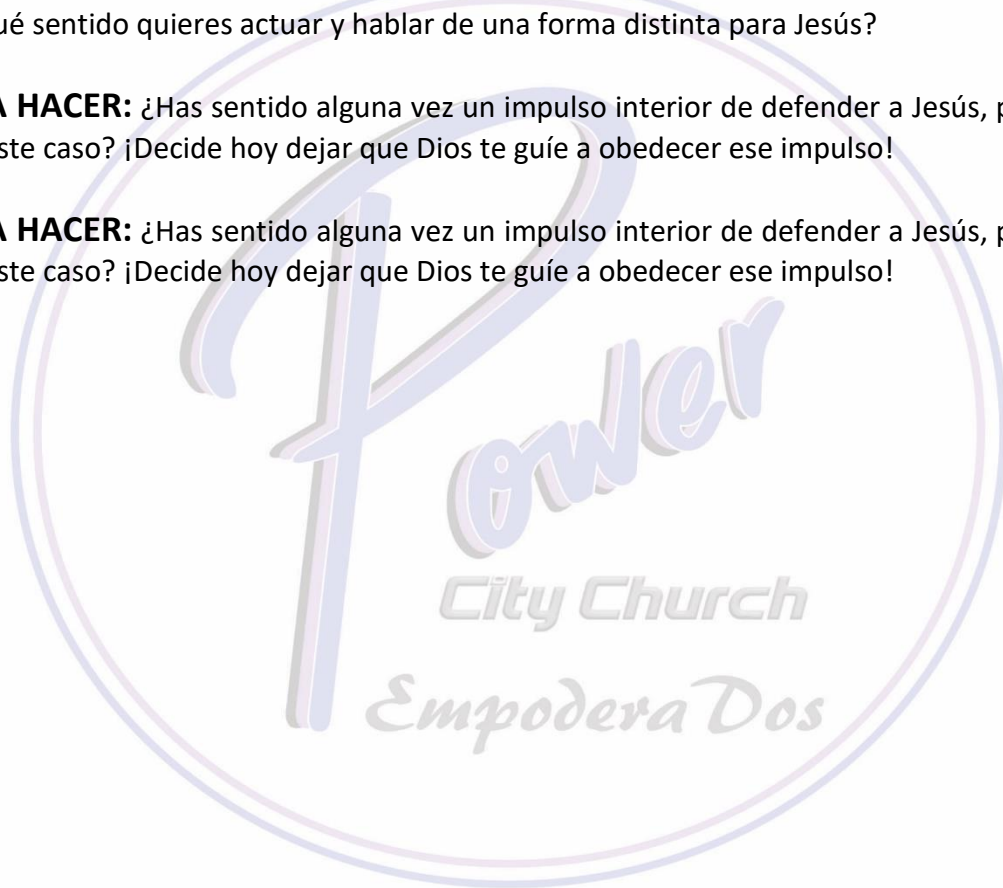 ué sentido quieres actuar y hablar de una forma distinta para Jesús?
A HACER: ¿Has sentido alguna vez un impulso interior de defender a Jesús, p
ste caso? ¡Decide hoy dejar que Dios te guíe a obedecer ese impulso!
A HACER: ¿Has sentido alguna vez un impulso interior de defender a Jesús, p
ste caso? ¡Decide hoy dejar que Dios te guíe a obedecer ese impulso!
Power
City Church
EmpoderaDos